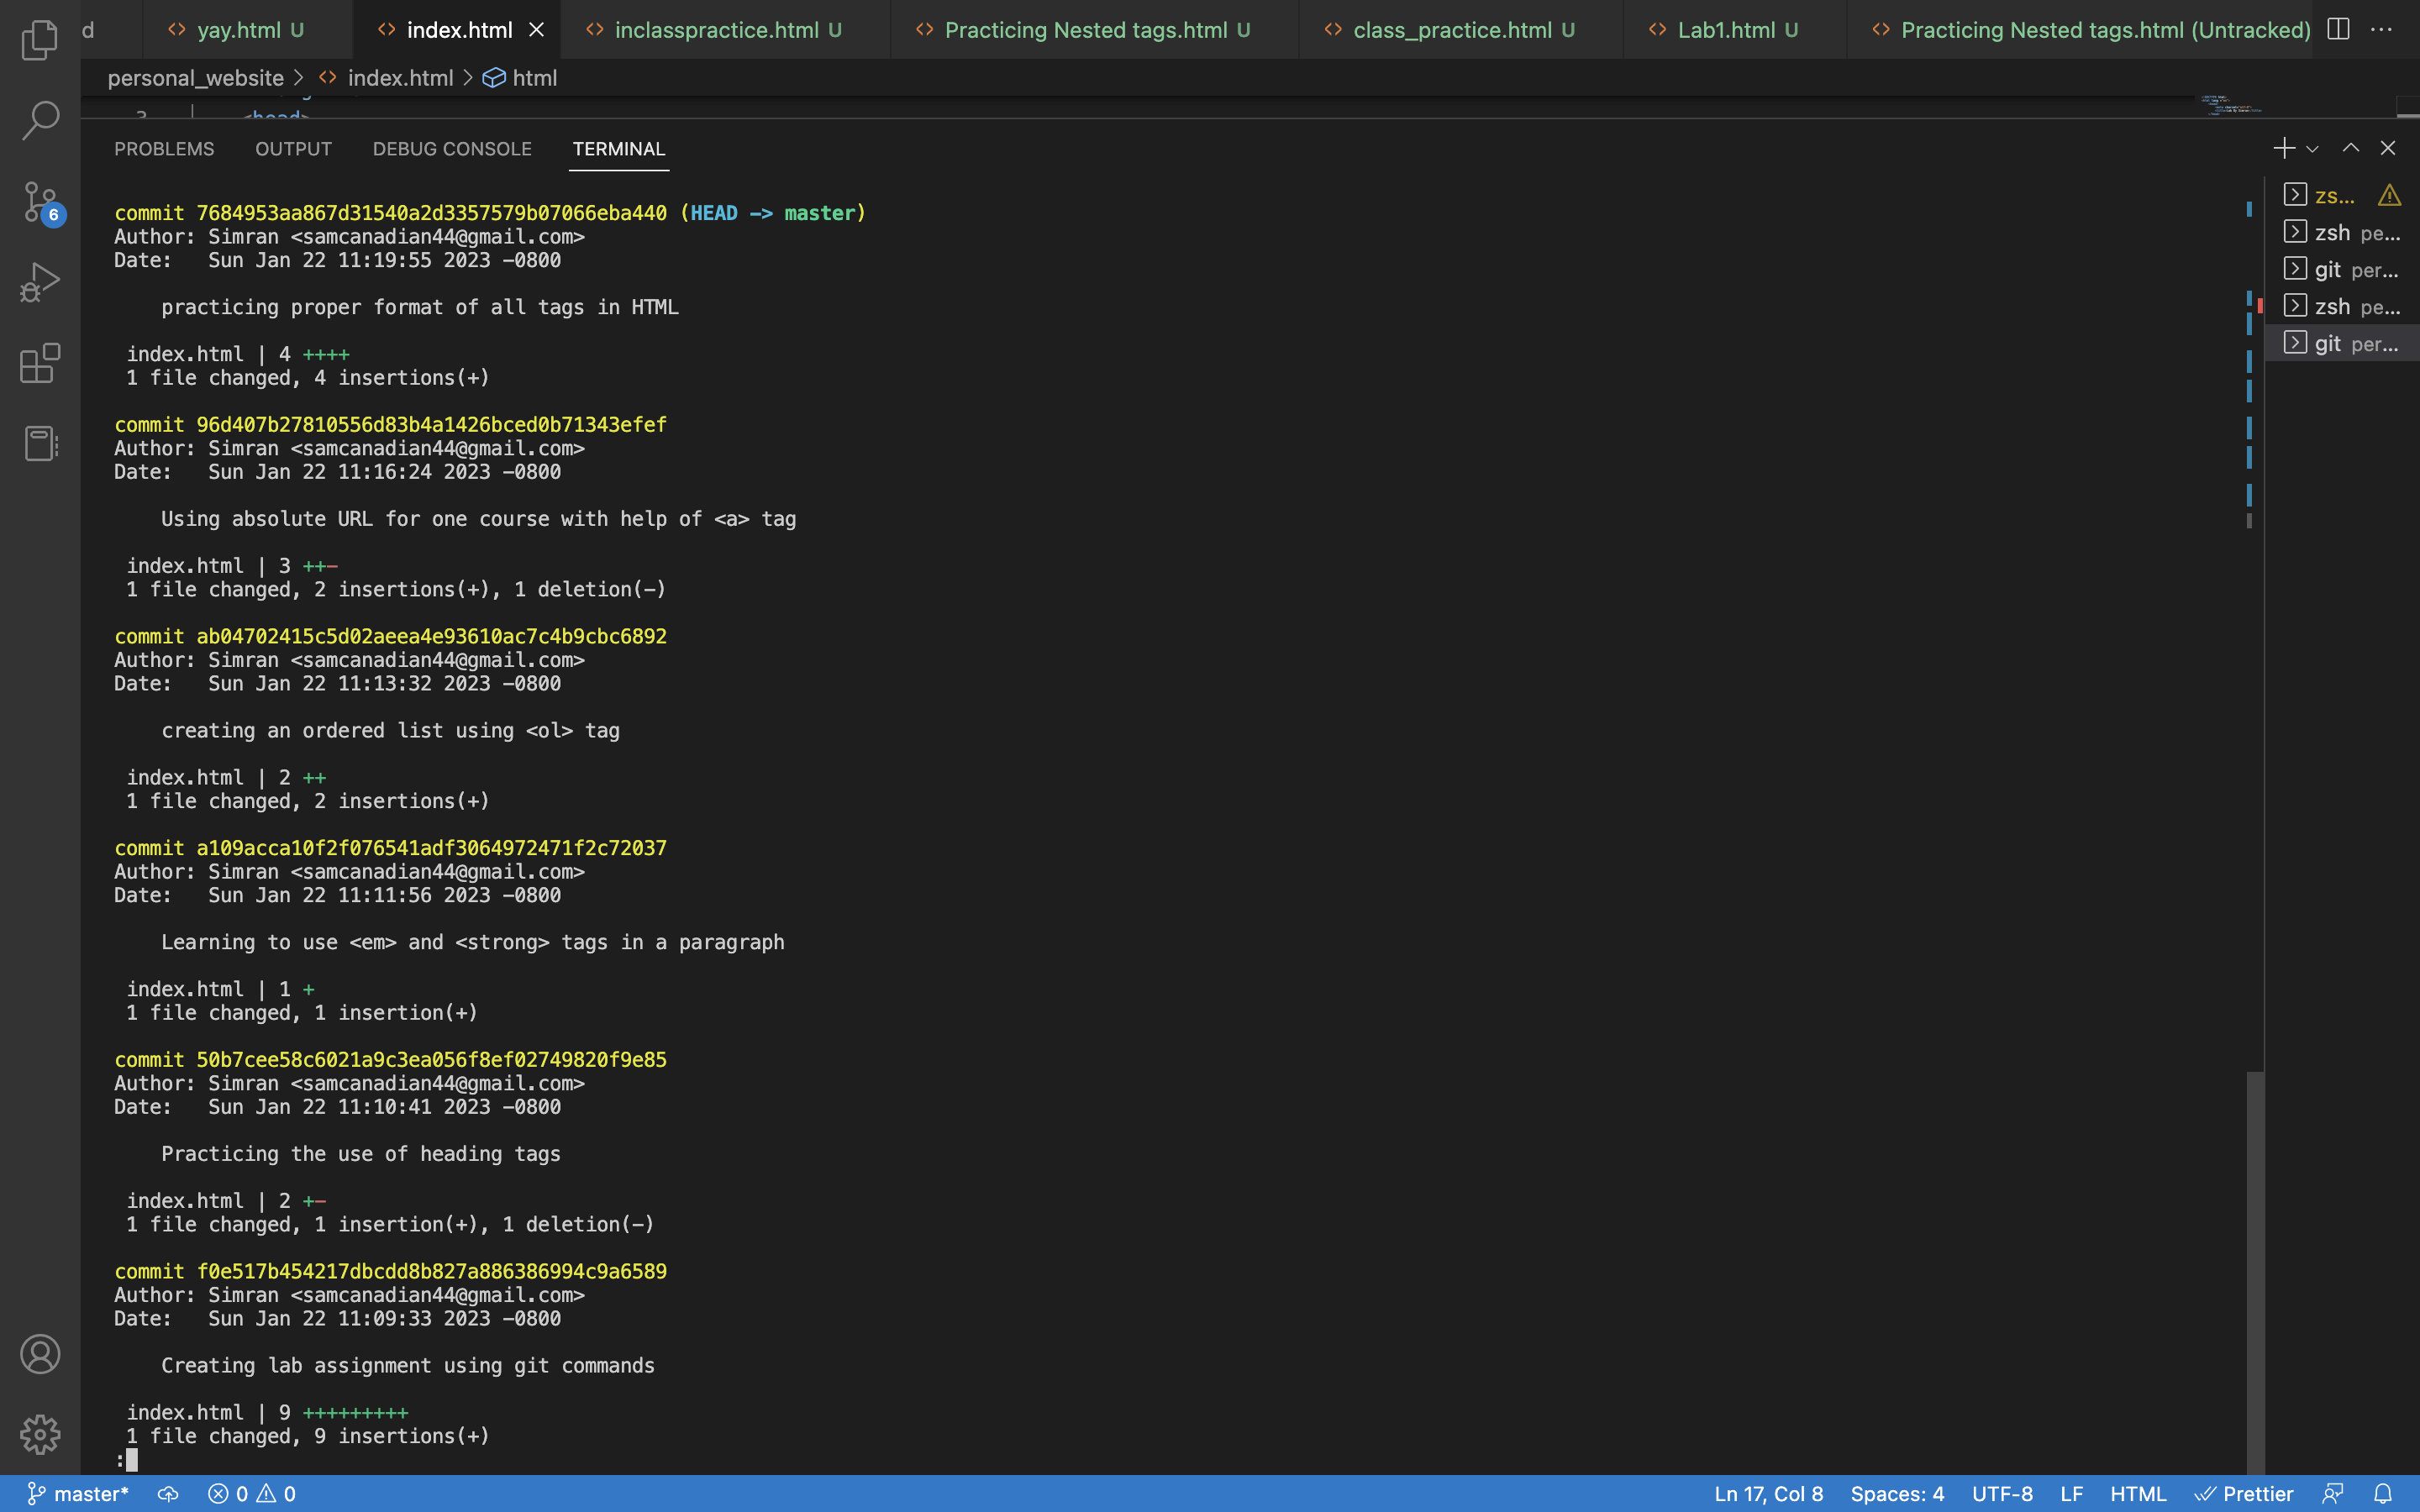 d
yay.html U
index.html
inclasspractice.html U
Practicing Nested tags.html U
class_practice.html U
Lab1.html U
Practicing Nested tags.html (Untracked)
personal_website > index.html > html
3 <head>
PROBLEMS OUTPUT DEBUG CONSOLE TERMINAL
commit 7684953aa867d31540a2d3357579b07066eba440 (HEAD -> master)
Author: Simran <samcanadian44@gmail.com>
Date:   Sun Jan 22 11:19:55 2023 -0800
practicing proper format of all tags in HTML
index.html | 4 ++++
1 file changed, 4 insertions(+)
commit 96d407b27810556d83b4a1426bced0b71343efef
Author: Simran <samcanadian44@gmail.com>
Date:   Sun Jan 22 11:16:24 2023 -0800
Using absolute URL for one course with help of <a> tag
index.html | 3 ++-
1 file changed, 2 insertions(+), 1 deletion(-)
commit ab04702415c5d02aeea4e93610ac7c4b9cbc6892
Author: Simran <samcanadian44@gmail.com>
Date:   Sun Jan 22 11:13:32 2023 -0800
creating an ordered list using <ol> tag
index.html | 2 ++
1 file changed, 2 insertions(+)
commit a109acca10f2f076541adf3064972471f2c72037
Author: Simran <samcanadian44@gmail.com>
Date:   Sun Jan 22 11:11:56 2023 -0800
Learning to use <em> and <strong> tags in a paragraph
index.html | 1 +
1 file changed, 1 insertion(+)
commit 50b7cee58c6021a9c3ea056f8ef02749820f9e85
Author: Simran <samcanadian44@gmail.com>
Date:   Sun Jan 22 11:10:41 2023 -0800
Practicing the use of heading tags
index.html | 2 +-
1 file changed, 1 insertion(+), 1 deletion(-)
commit f0e517b454217dbcdd8b827a886386994c9a6589
Author: Simran <samcanadian44@gmail.com>
Date:   Sun Jan 22 11:09:33 2023 -0800
Creating lab assignment using git commands
index.html | 9 +++++++++
1 file changed, 9 insertions(+)
:
zs...
zsh pe...
git per...
zsh pe...
git per...
6
master* 0 0
Ln 17, Col 8 Spaces: 4 UTF-8 LF HTML Prettier